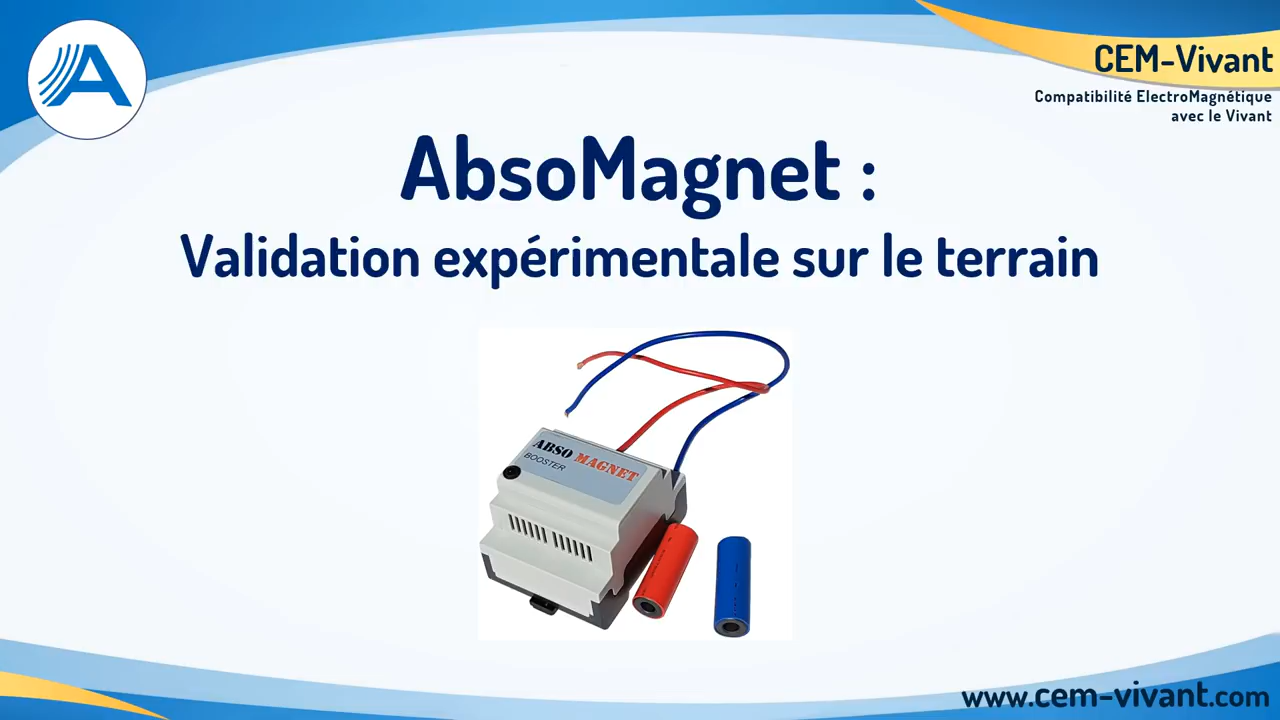 CEM-Vivant
Compatibilité ElectroMagnétique
avec le Vivant
AbsoMagnet :
Validation expérimentale sur le terrain
ABSO MAGNET
BOOSTER
www.cem-vivant.com